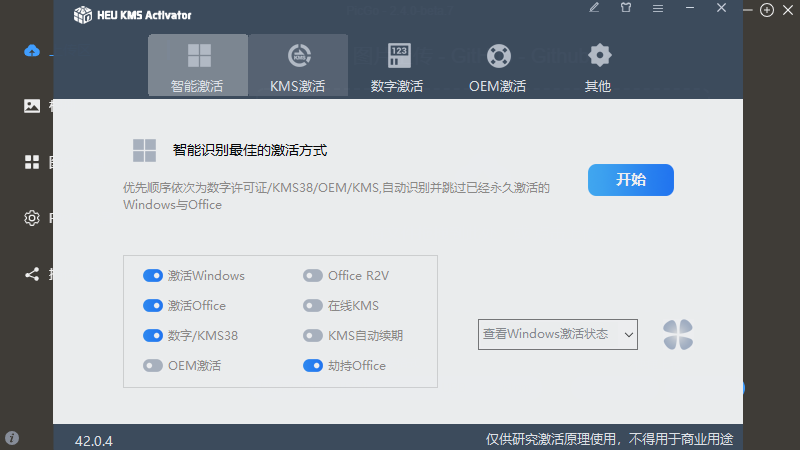 HEU KMS Activator
智能激活
KMS激活
数字激活
OEM激活
其他
智能识别最佳的激活方式
优先顺序依次为数字许可证/KMS38/OEM/KMS,自动识别并跳过已经永久激活的
Windows与Office
开始
激活Windows
Office R2V
激活Office
在线KMS
数字/KMS38
KMS自动续期
OEM激活
劫持Office
查看Windows激活状态
42.0.4
仅供研究激活原理使用，不得用于商业用途